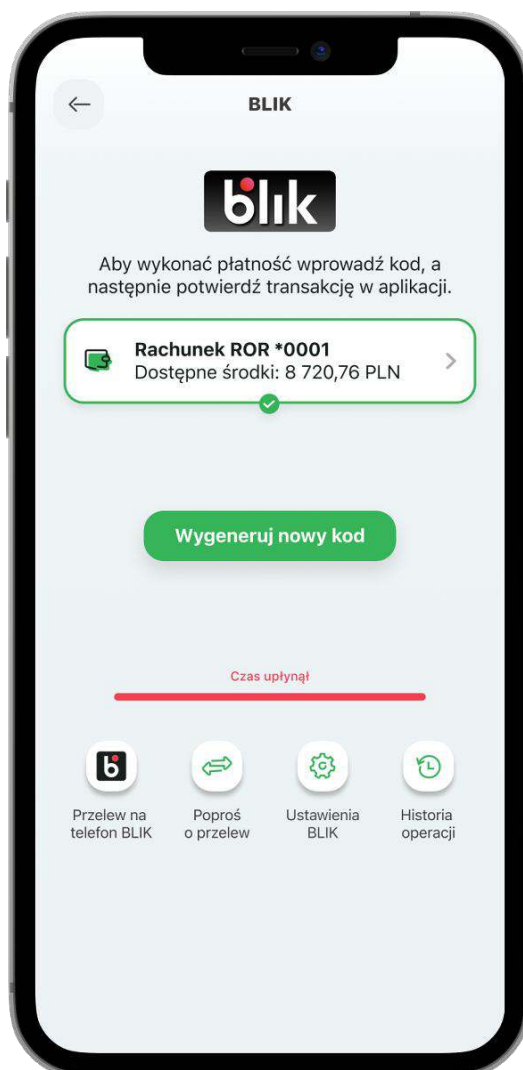 BLIK
blik
Aby wykonać płatność wprowadź kod, a
następnie potwierdź transakcję w aplikacji.
Rachunek ROR *0001
Dostępne środki: 8 720,76 PLN
Wygeneruj nowy kod
Czas upłynął
Przelew na
telefon BLIK
Poproś
o przelew
Ustawienia
BLIK
Historia
operacji